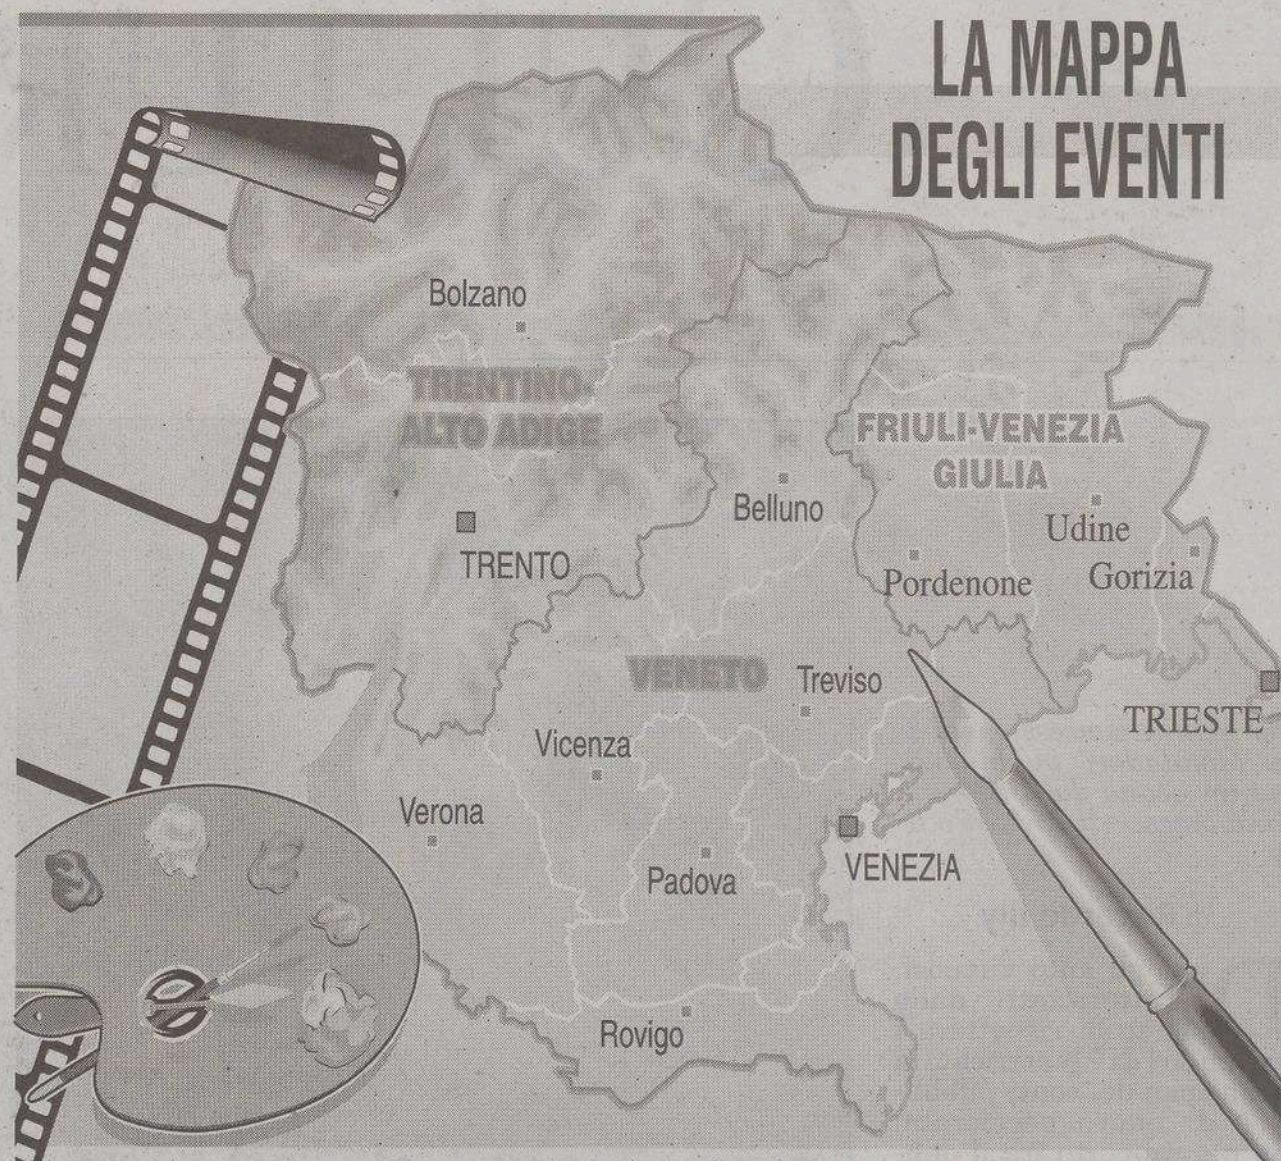 LA MAPPA
DEGLI EVENTI
Bolzano
TRENTINO-
ALTO ADIGE
FRIULI-VENEZIA
GIULIA
Belluno
Udine
TRENTO
Pordenone
Gorizia
VENETO
Treviso
TRIESTE
Vicenza
Verona
Padova
VENEZIA
Rovigo